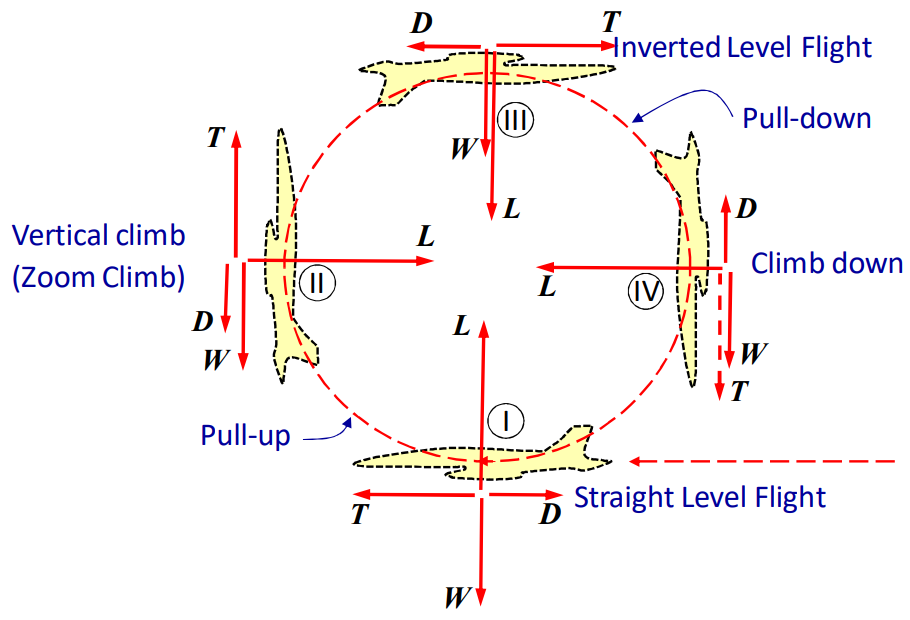 D
T
Inverted Level Flight
III
Pull-down
W
L
T
D
Vertical climb
(Zoom Climb)
L
II
L
IV
Climb down
D
W
L
W
T
I
Pull-up
T
D
Straight Level Flight
W